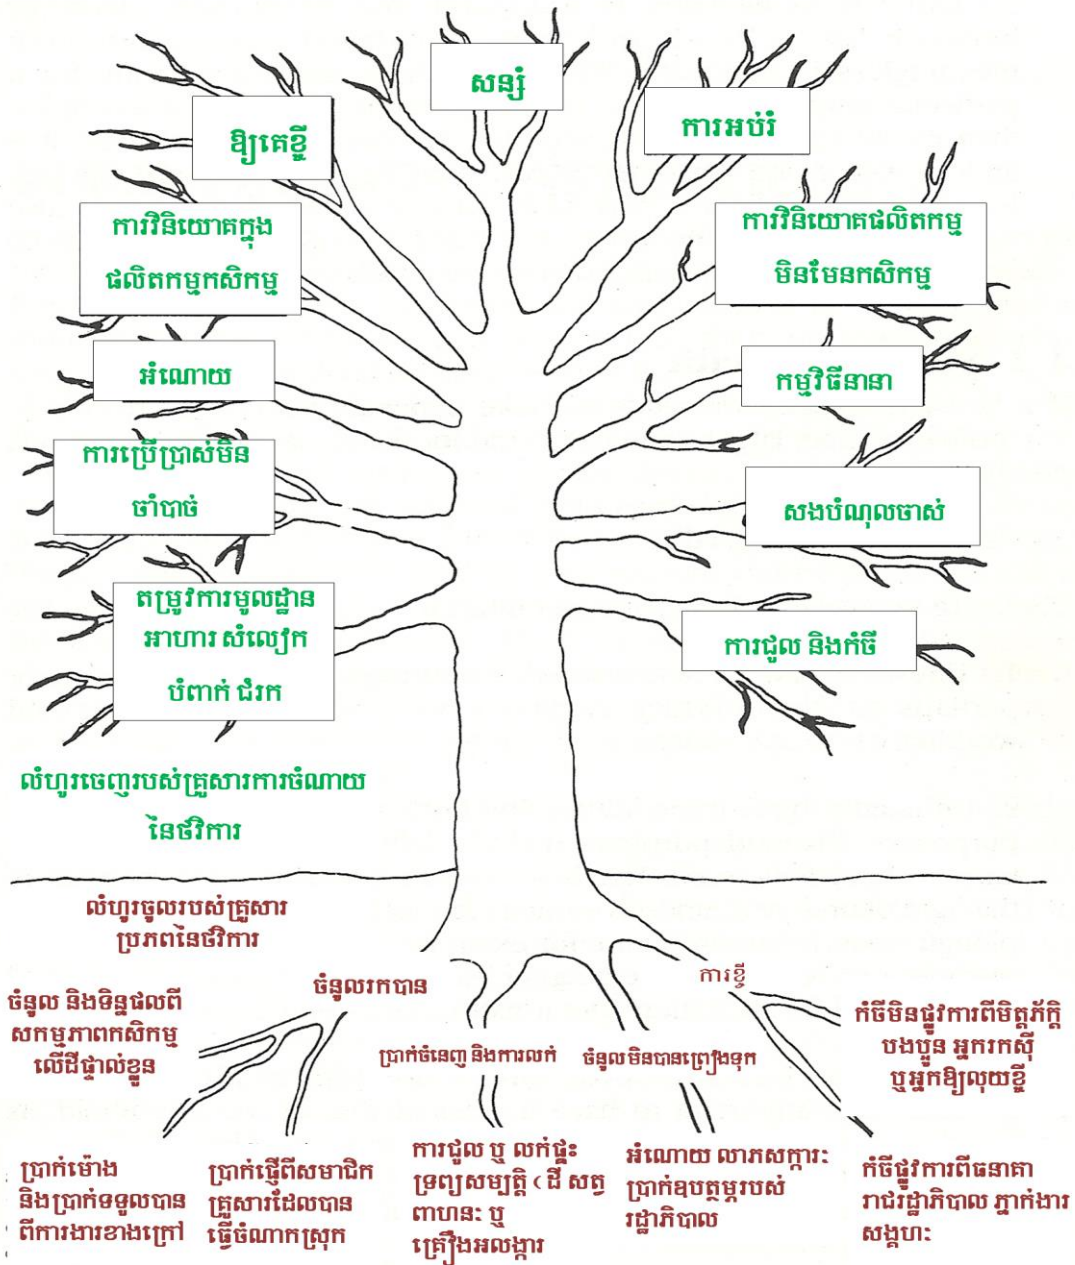 សន្សំ
ឱ្យគេខ្ចី
ការអប់រំ
ការវិនិយោគក្នុង
ផលិតកម្មកសិកម្ម
ការវិនិយោគផលិតកម្ម
មិនមែនកសិកម្ម
អំណោយ
កម្មវិធីនានា
ការប្រើប្រាស់មិន
ចាំបាច់
សងបំណុលចាស់
តម្រូវការមូលដ្ឋាន
អាហារ សំលៀក
បំពាក់ ជំរក
ការជួល និងកំចី
លំហូរចេញរបស់គ្រួសារការចំណាយ
នៃថវិការ
លំហូរចូលរបស់គ្រួសារ
ប្រភពនៃថវិការ
ចំនូល និងទិន្នផលពី
សកម្មភាពកសិកម្ម
លើដីផ្ទាល់ខ្លួន
ចំនូលរកបាន
ប្រាក់ចំនេញ និងការលក់
ចំនូលមិនបានព្រៀងទុក
ការខ្ចី
កំចីមិនផ្លូវការពីមិត្តភ័ក្តិ
បងប្អូន អ្នករកស៊ី
ឬអ្នកឱ្យលុយខ្ចី
ប្រាក់ម៉ោង
និងប្រាក់ទទួលបាន
ពីការងារខាងក្រៅ
ប្រាក់ផ្ញើពីសមាជិក
គ្រួសារដែលបាន
ធ្វើចំណាកស្រុក
ការជួល ឬ លក់ផ្ទះ
ទ្រព្យសម្បត្តិ ( ដី សត្វ
ពាហនៈ ឬ
គ្រឿងអលង្ការ
អំណោយ លាភសក្ការៈ
ប្រាក់ឧបត្ថម្ភរបស់
រដ្ឋាភិបាល
កំចីផ្លូវការពីធនាគា
រាជរដ្ឋាភិបាល ភ្នាក់ងារ
សង្គហៈ